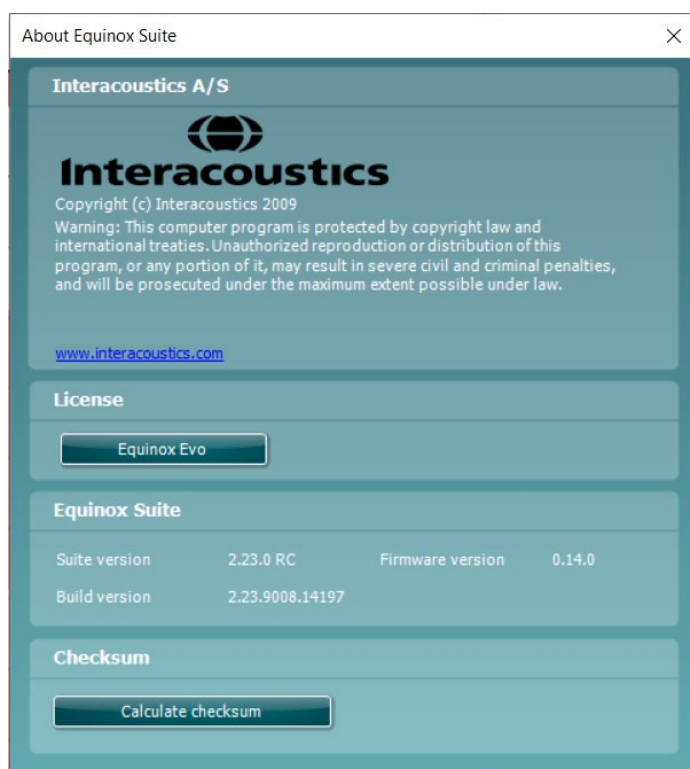 About Equinox Suite
Interacoustics A/S
Interacoustics
Copyright (c) Interacoustics 2009
Warning: This computer program is protected by copyright law and
international treaties. Unauthorized reproduction or distribution of this
program, or any portion of it, may result in severe civil and criminal penalties,
and will be prosecuted under the maximum extent possible under law.
www.interacoustics.com
License
Equinox Evo
Equinox Suite
Suite version 2.23.0 RC Firmware version 0.14.0
Build version 2.23.9008.14197
Checksum
Calculate checksum